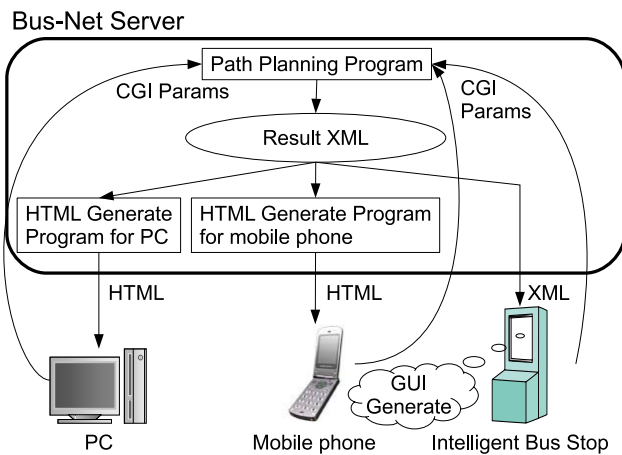 Bus-Net Server
Path Planning Program
CGI Params
CGI
Params
Result XML
HTML Generate
Program for PC
HTML Generate Program
for mobile phone
HTML
HTML
XML
GUI
Generate
PC
Mobile phone
Intelligent Bus Stop